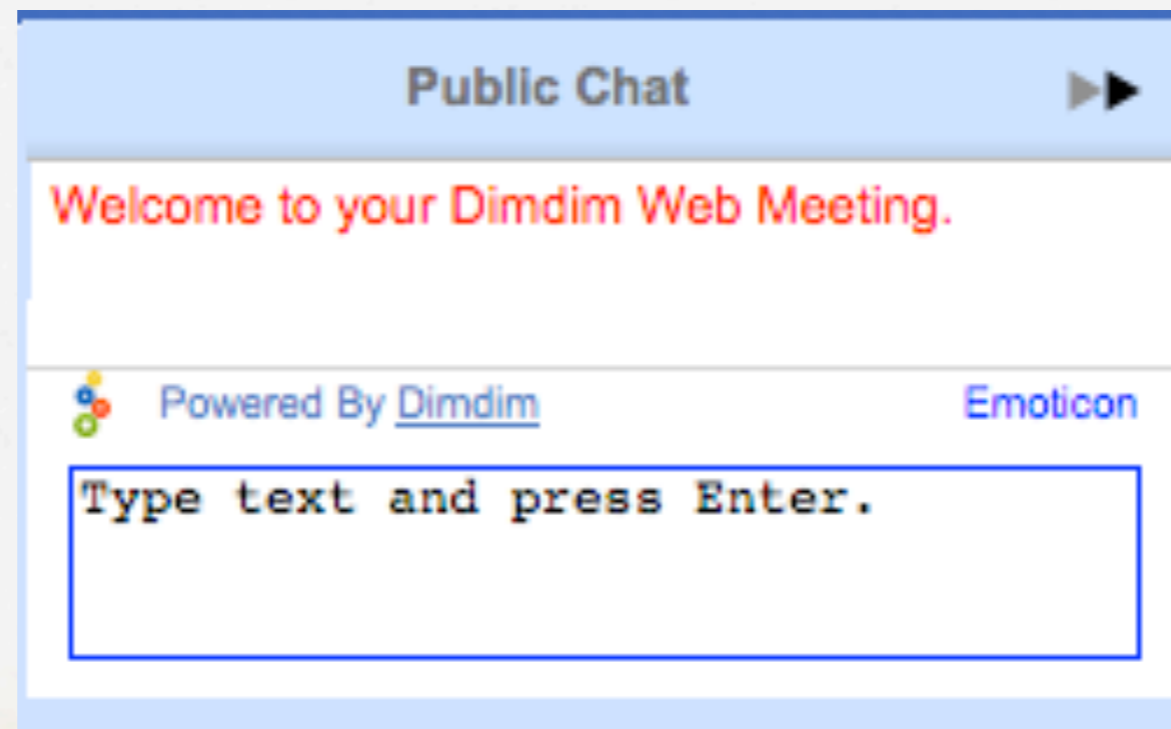 Public Chat
Welcome to your Dimdim Web Meeting.
Powered By Dimdim Emoticon
Type text and press Enter.